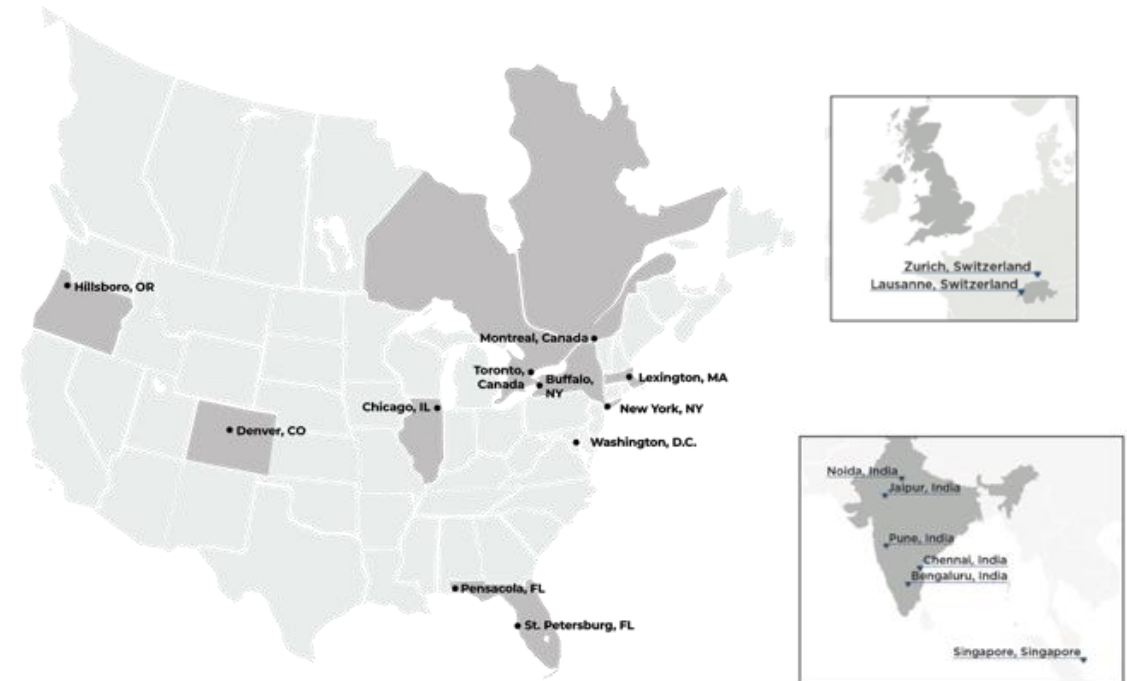 Hillsboro, OR
Montreal, Canada
Toronto,
Canada
Buffalo,
NY
Lexington, MA
Chicago, IL
New York, NY
Denver, CO
Washington, D.C.
Pensacola, FL
St. Petersburg, FL
Zurich, Switzerland
Lausanne, Switzerland
Noida, India
Jaipur, India
Pune, India
Chennai, India
Bengaluru, India
Singapore, Singapore